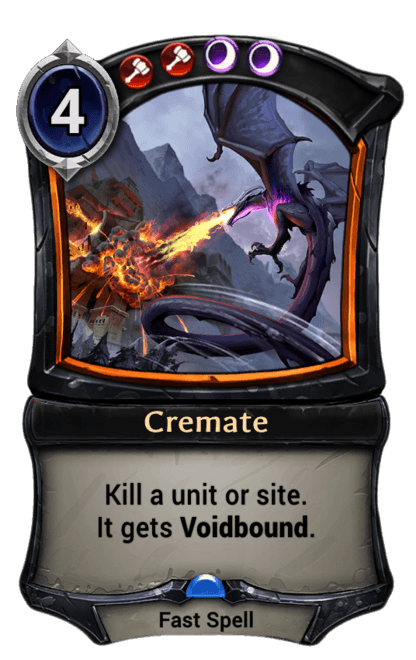 4
Cremate
Kill a unit or site.
It gets Voidbound.
Fast Spell